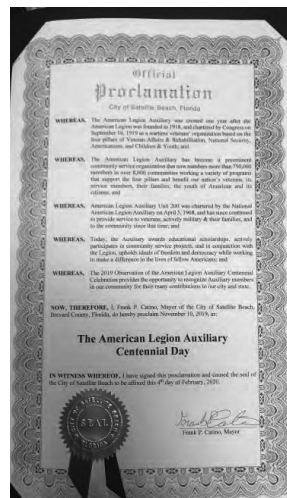 Official
Proclamation
City of Satellite Beach, Florida
WHEREAS, The American Legion Auxiliary was created one year after the
American Legion was founded in 1918, and chartered by Congress on
September 16, 1919 as a wartime veterans' organization based on the
four pillars of Veterans Affairs & Rehabilitation, National Security,
Americanism, and Children & Youth; and
WHEREAS, The American Legion Auxiliary has become a preeminent
community service organization that now numbers more than 750,000
members in over 8,000 communities working a variety of programs
that support the four pillars and benefit our nation's veterans, its
service members, their families, the youth of American and its
citizens; and
WHEREAS, American Legion Auxiliary Unit 200 was chartered by the National
American Legion Auxiliary on April 5, 1968, and has since continued
to provide service to veterans, actively military & their families, and
to the community since that time; and
WHEREAS, Today, the Auxiliary awards educational scholarships, actively
participates in community service projects, and in conjunction with
the Legion, upholds ideals of freedom and democracy while working
to make a difference in the lives of fellow Americans; and
WHEREAS, The 2019 Observation of the American Legion Auxiliary Centennial
Celebration provides the opportunity to recognize Auxiliary members
in our community for their many contributions to our city and state.
NOW, THEREFORE, I, Frank P. Catino, Mayor of the City of Satellite Beach,
Brevard County, Florida, do hereby proclaim November 10, 2019, as:
The American Legion Auxiliary
Centennial Day
IN WITNESS WHEREOF, I have signed this proclamation and caused the seal of
the City of Satellite Beach to be affixed this 4th day of February, 2020.
SEAL
Frank P. Catino, Mayor